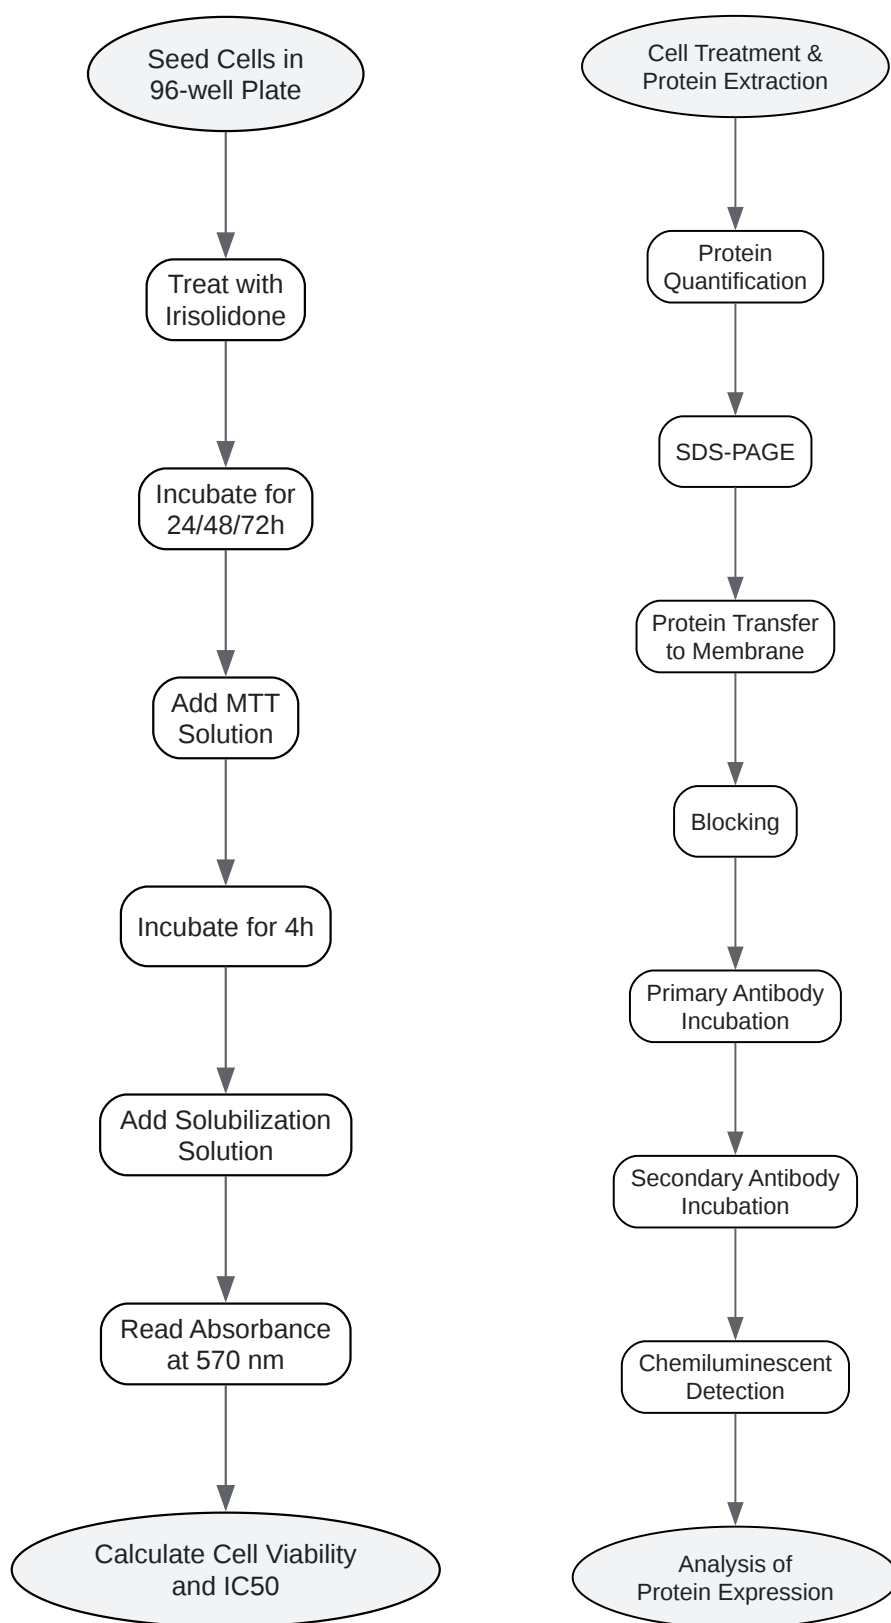 Seed Cells in
96-well Plate
Treat with
Irisolidone
Incubate for
24/48/72h
Add MTT
Solution
Incubate for 4h
Add Solubilization
Solution
Read Absorbance
at 570 nm
Calculate Cell Viability
and IC50
Cell Treatment &
Protein Extraction
Protein
Quantification
SDS-PAGE
Protein Transfer
to Membrane
Blocking
Primary Antibody
Incubation
Secondary Antibody
Incubation
Chemiluminescent
Detection
Analysis of
Protein Expression